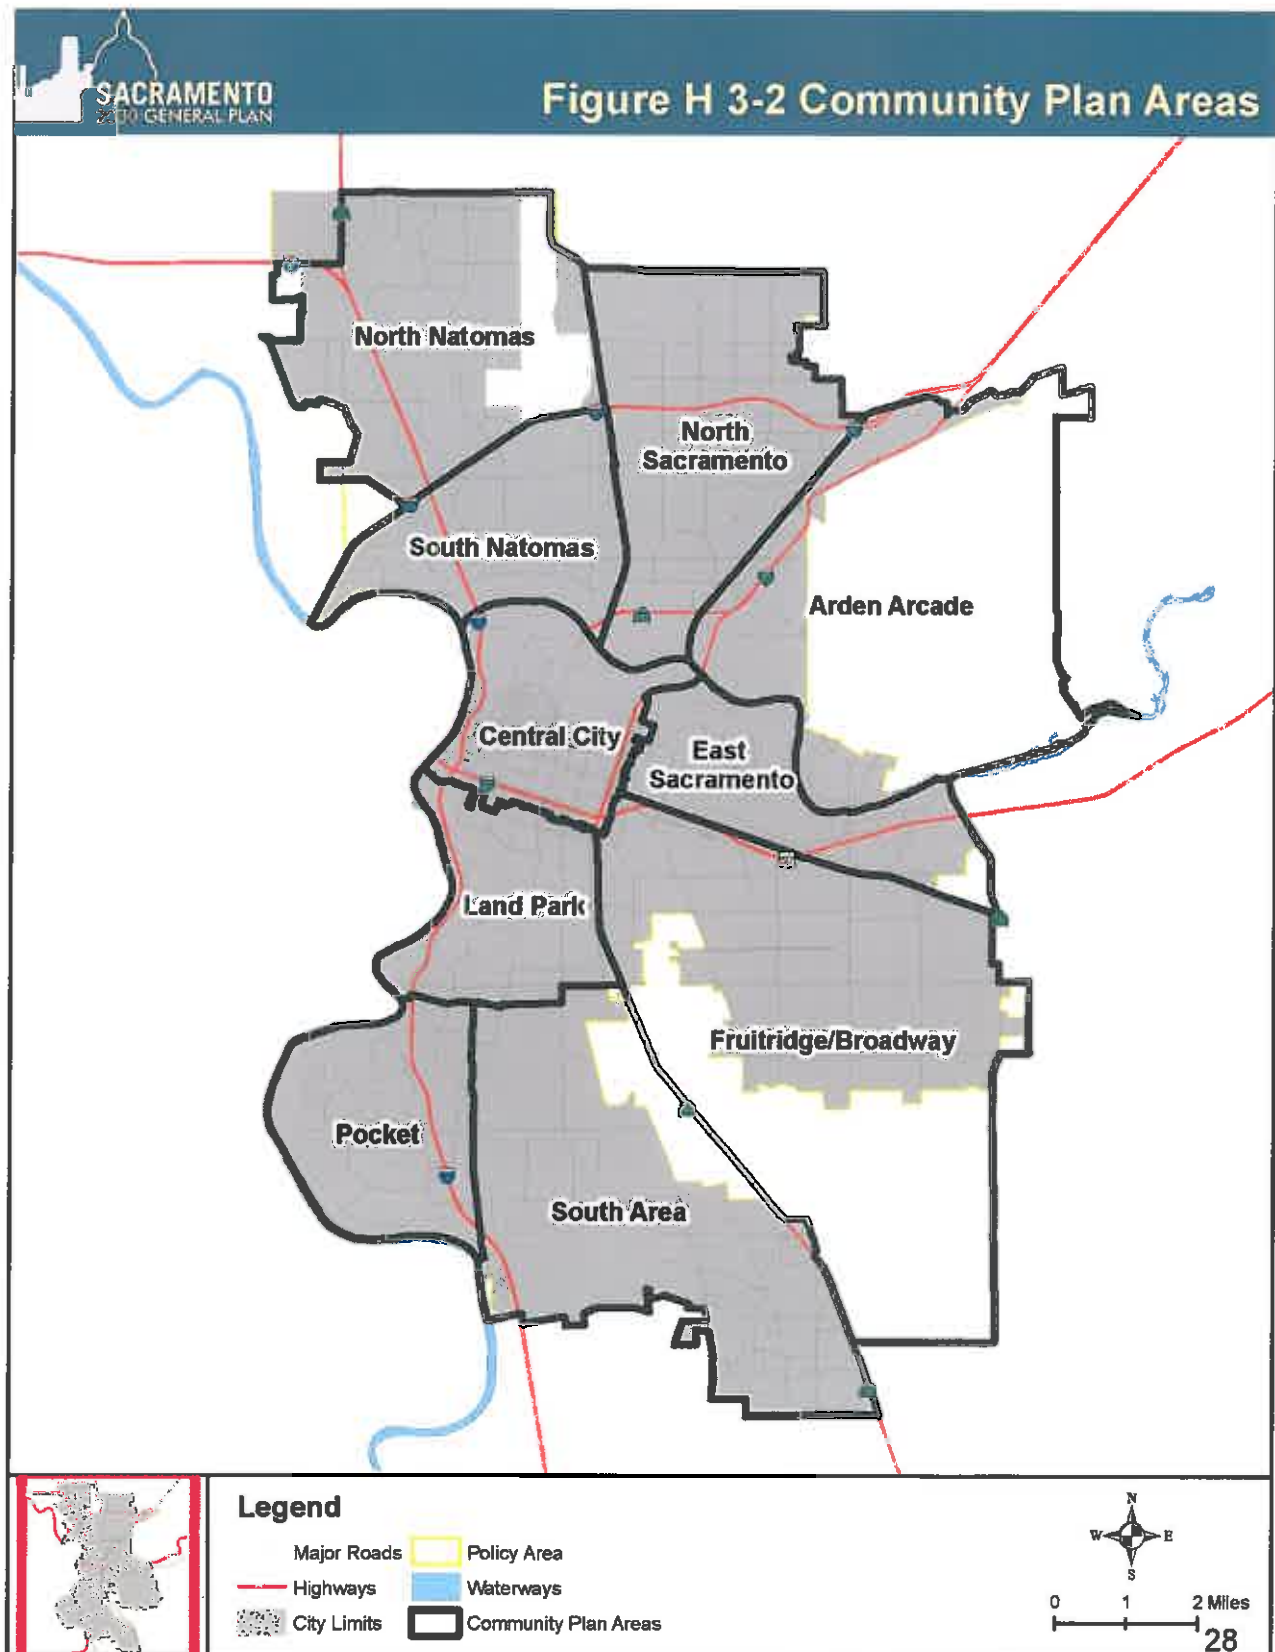 SACRAMENTO
2030 GENERAL PLAN
Figure H 3-2 Community Plan Areas
North Natomas
North
Sacramento
South Natomas
Arden Arcade
Central City
East
Sacramento
Land Park
Fruitridge/Broadway
Pocket
South Area
Legend
Major Roads
Policy Area
Highways
Waterways
City Limits
Community Plan Areas
N
W E
S
0 1 2 Miles
28